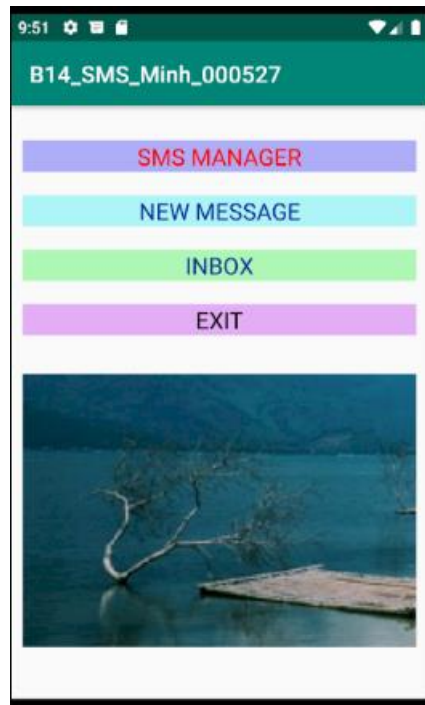 9:51
B14_SMS_Minh_000527
SMS MANAGER
NEW MESSAGE
INBOX
EXIT